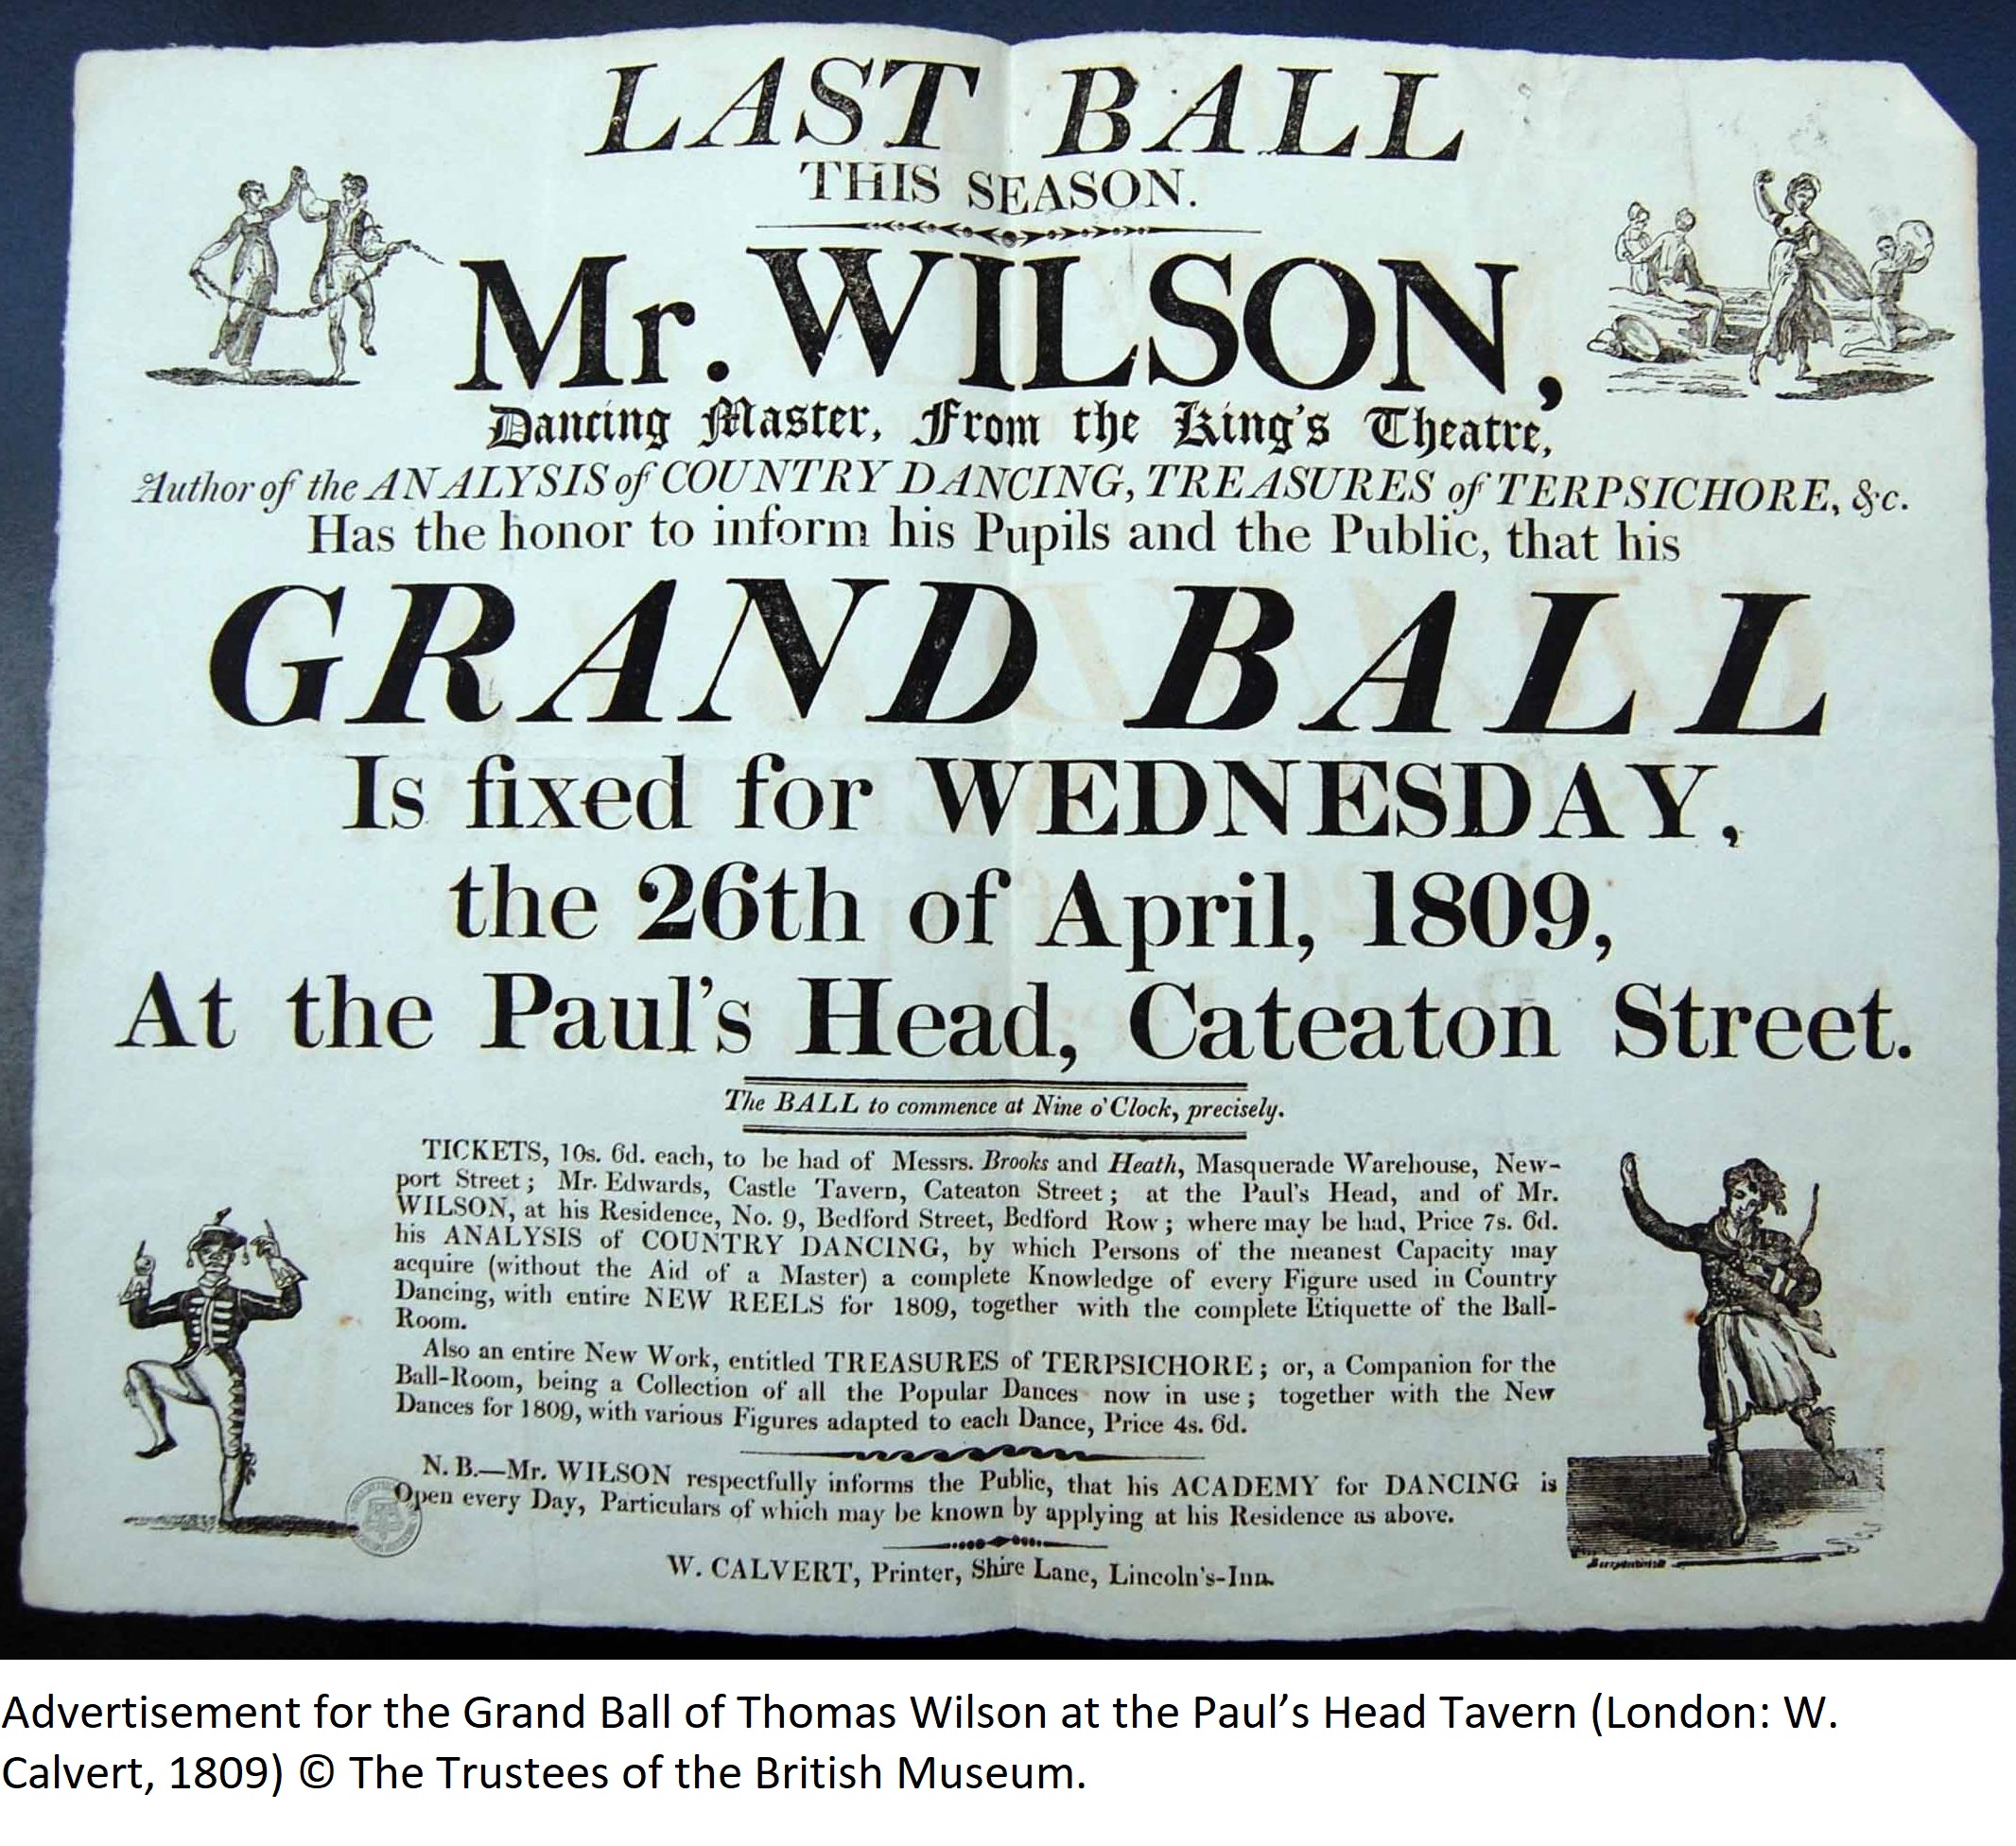 LAST BALL
THIS SEASON.
Mr. WILSON,
Dancing Master, From the King's Theatre,
Author of the ANALYSIS of COUNTRY DANCING, TREASURES of TERPSICHORE, &c.
Has the honor to inform his Pupils and the Public, that his
GRAND BALL
Is fixed for WEDNESDAY,
the 26th of April, 1809,
At the Paul's Head, Cateaton Street.
The BALL to commence at Nine o'Clock, precisely.
TICKETS, 10s. 6d. each, to be had of Messrs. Brooks and Heath, Masquerade Warehouse, New-
port Street; Mr. Edwards, Castle Tavern, Cateaton Street; at the Paul's Head, and of Mr.
WILSON, at his Residence, No. 9, Bedford Street, Bedford Row; where may be had, Price 7s. 6d.
his ANALYSIS of COUNTRY DANCING, by which Persons of the meanest Capacity may
acquire (without the Aid of a Master) a complete Knowledge of every Figure used in Country
Dancing, with entire NEW REELS for 1809, together with the complete Etiquette of the Ball-
Room.
Also an entire New Work, entitled TREASURES of TERPSICHORE; or, a Companion for the
Ball-Room, being a Collection of all the Popular Dances now in use; together with the New
Dances for 1809, with various Figures adapted to each Dance, Price 4s. 6d.
N. B.—Mr. WILSON respectfully informs the Public, that his ACADEMY for DANCING is
Open every Day, Particulars of which may be known by applying at his Residence as above.
W. CALVERT, Printer, Shire Lane, Lincoln's-Inn.
Advertisement for the Grand Ball of Thomas Wilson at the Paul’s Head Tavern (London: W.
Calvert, 1809) © The Trustees of the British Museum.